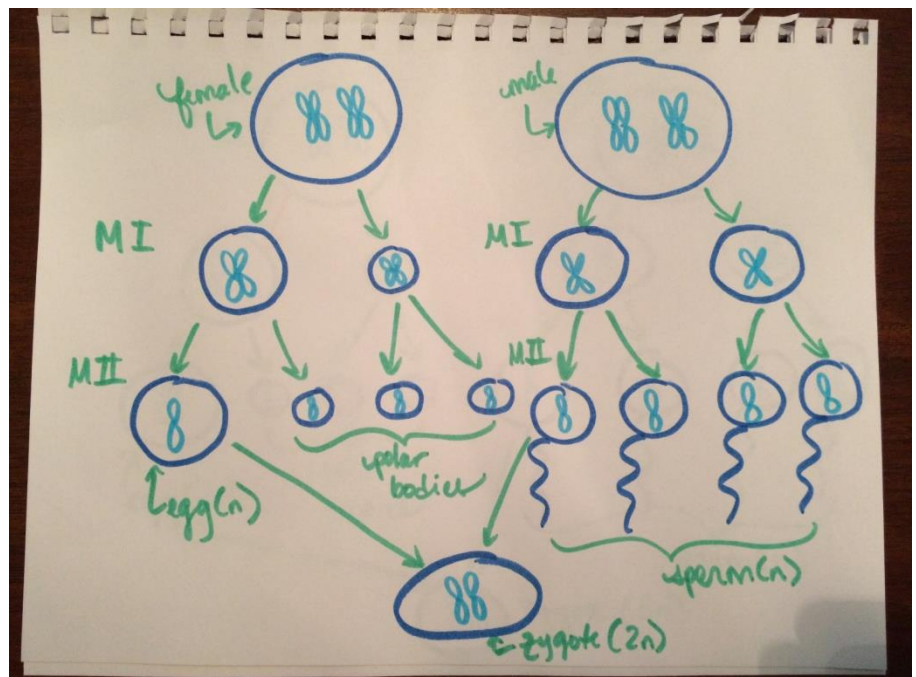 female
male
MI
MI
MII
MII
polar
bodies
egg(n)
sperm(n)
zygote (2n)